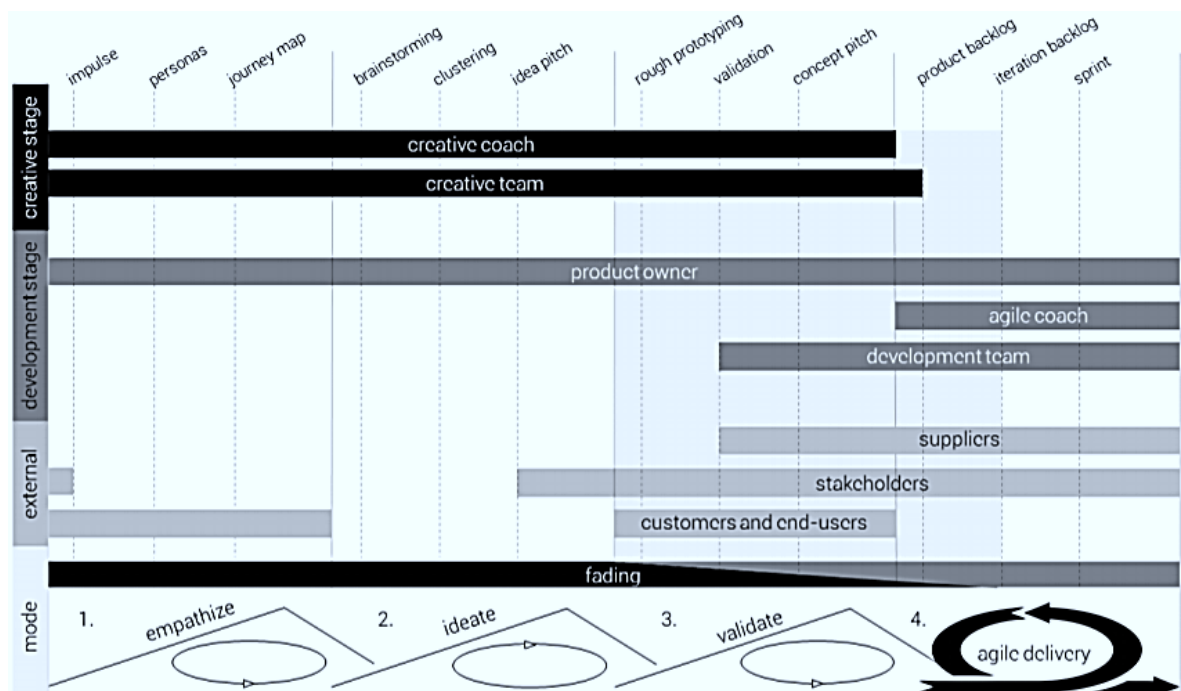 impulse
personas
journey map
brainstorming
clustering
idea pitch
rough prototyping
validation
concept pitch
product backlog
iteration backlog
sprint
creative stage
creative coach
creative team
development stage
product owner
agile coach
development team
external
suppliers
stakeholders
customers and end-users
mode
fading
1. empathize
2. ideate
3. validate
4. agile delivery